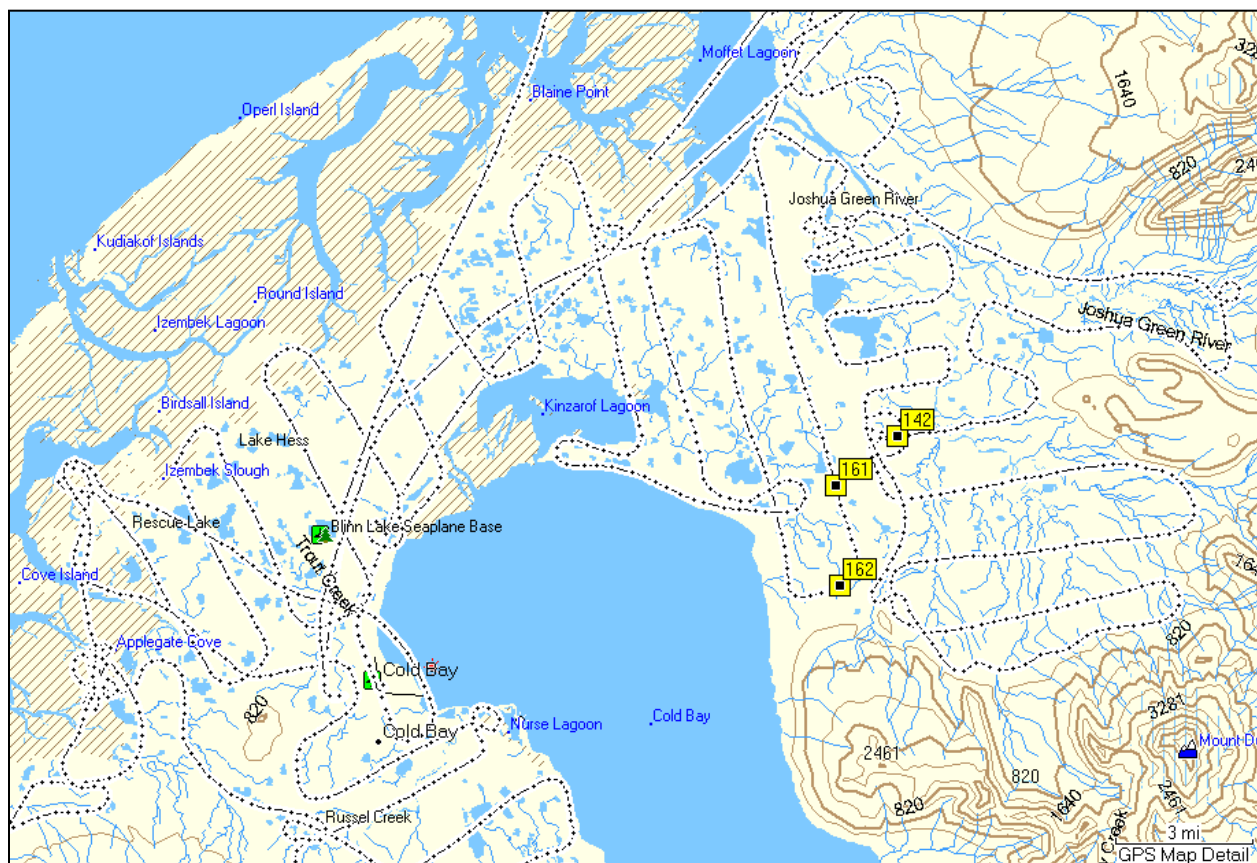 Moffet Lagoon
Blaine Point
Operl Island
1640
820
Joshua Green River
Kudiakof Islands
Round Island
Izembek Lagoon
Joshua Green River
Birdsall Island
Kinzarof Lagoon
Lake Hess
142
Izembek Slough
161
Rescue Lake
Blinn Lake Seaplane Base
Trout Creek
Cove Island
162
Applegate Cove
820
Cold Bay
820
3281
Nurse Lagoon
Cold Bay
Cold Bay
2461
820
2461
820
1640
Russel Creek
Creek
3 mi
GPS Map Detail